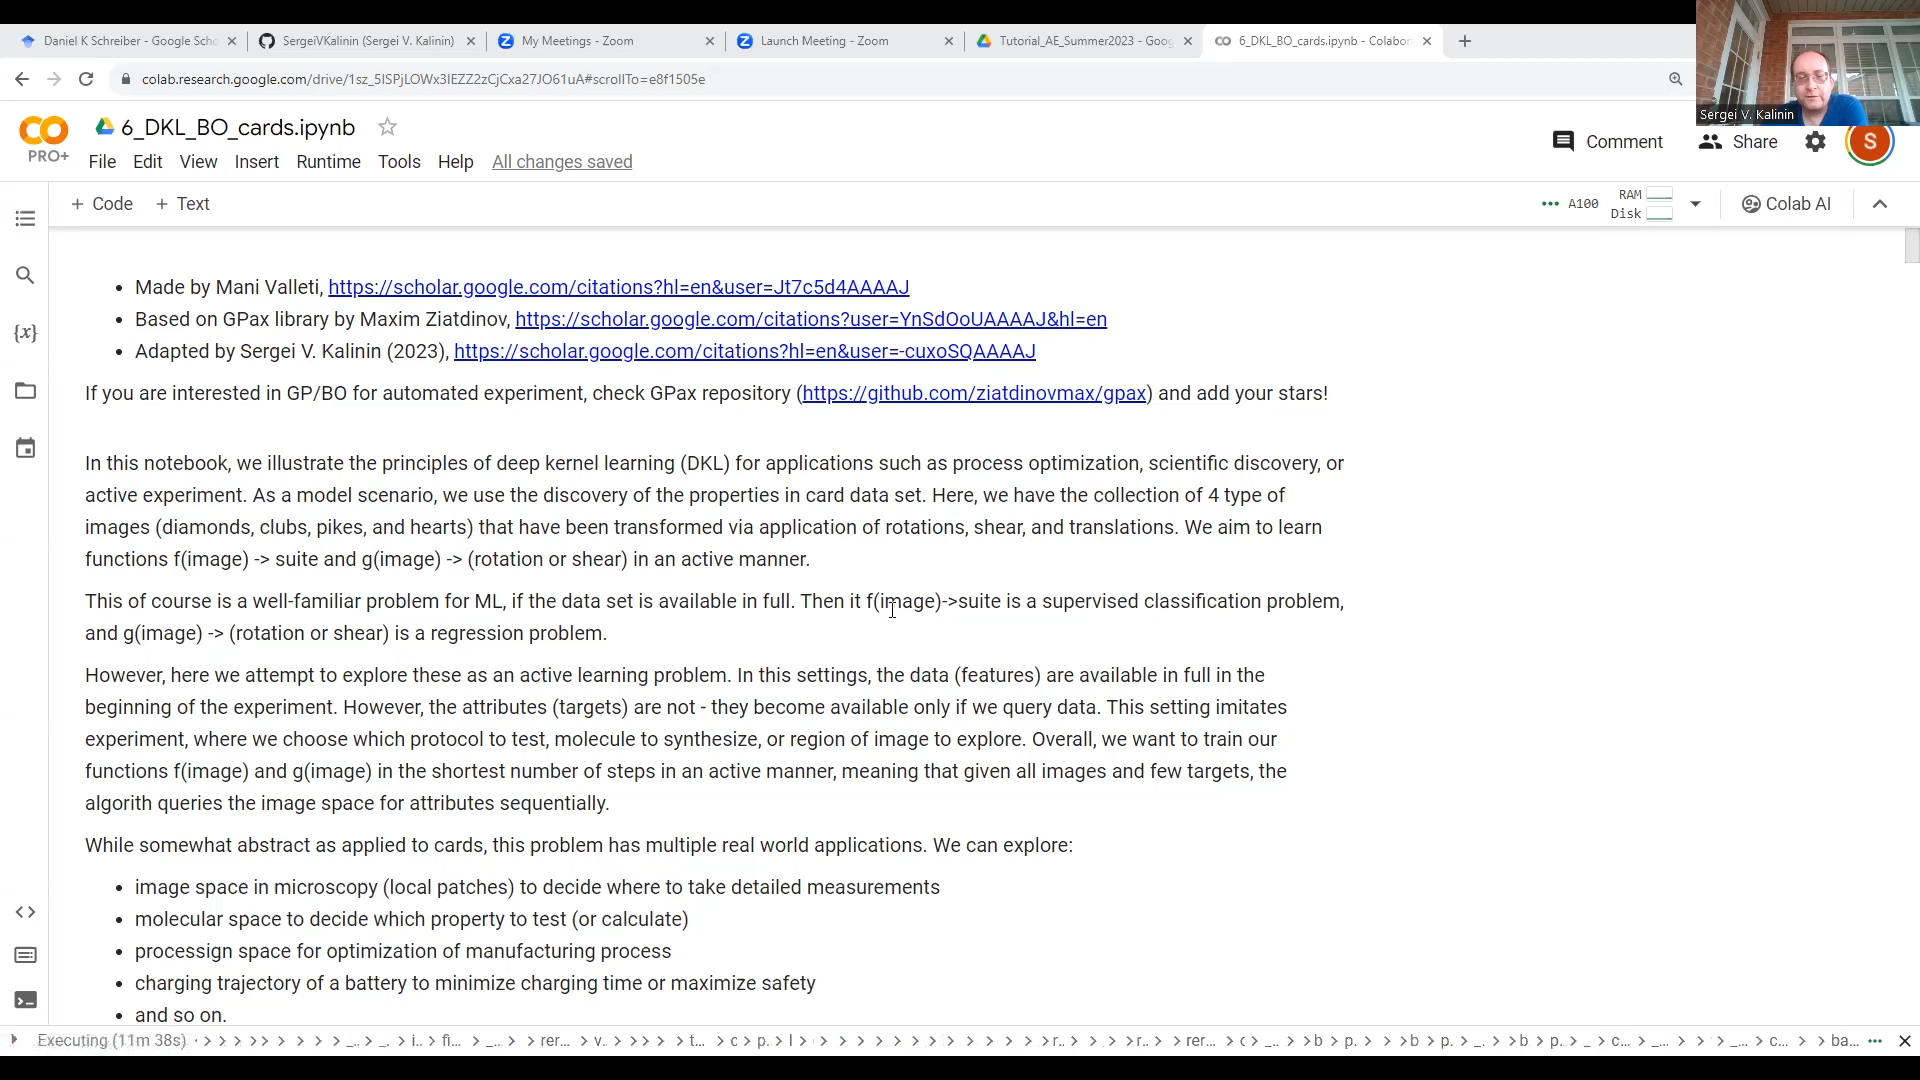 Daniel K Schreiber - Google Scho
SergeiVKalinin (Sergei V. Kalinin)
My Meetings - Zoom
Launch Meeting - Zoom
Tutorial_AE_Summer2023 - Goog
6_DKL_BO_cards.ipynb - Colabor
colab.research.google.com/drive/1sz_5lSPjLOWx3lEZZ2zCjCxa27JO61uA#scrollTo=e8f1505e
Sergei V. Kalinin
CO
PRO+
6_DKL_BO_cards.ipynb
File Edit View Insert Runtime Tools Help All changes saved
Comment
Share
S
+ Code + Text
A100
RAM
Disk
Colab AI
{x}
• Made by Mani Valleti, https://scholar.google.com/citations?hl=en&user=Jt7c5d4AAAAJ
• Based on GPax library by Maxim Ziatdinov, https://scholar.google.com/citations?user=YnSdOoUAAAAJ&hl=en
• Adapted by Sergei V. Kalinin (2023), https://scholar.google.com/citations?hl=en&user=-cuxoSQAAAAJ
If you are interested in GP/BO for automated experiment, check GPax repository (https://github.com/ziatdinovmax/gpax) and add your stars!
In this notebook, we illustrate the principles of deep kernel learning (DKL) for applications such as process optimization, scientific discovery, or
active experiment. As a model scenario, we use the discovery of the properties in card data set. Here, we have the collection of 4 type of
images (diamonds, clubs, pikes, and hearts) that have been transformed via application of rotations, shear, and translations. We aim to learn
functions f(image) -> suite and g(image) -> (rotation or shear) in an active manner.
This of course is a well-familiar problem for ML, if the data set is available in full. Then it f(image)->suite is a supervised classification problem,
and g(image) -> (rotation or shear) is a regression problem.
However, here we attempt to explore these as an active learning problem. In this settings, the data (features) are available in full in the
beginning of the experiment. However, the attributes (targets) are not - they become available only if we query data. This setting imitates
experiment, where we choose which protocol to test, molecule to synthesize, or region of image to explore. Overall, we want to train our
functions f(image) and g(image) in the shortest number of steps in an active manner, meaning that given all images and few targets, the
algorith queries the image space for attributes sequentially.
While somewhat abstract as applied to cards, this problem has multiple real world applications. We can explore:
• image space in microscopy (local patches) to decide where to take detailed measurements
• molecular space to decide which property to test (or calculate)
• processign space for optimization of manufacturing process
• charging trajectory of a battery to minimize charging time or maximize safety
• and so on.
Executing (11m 38s)